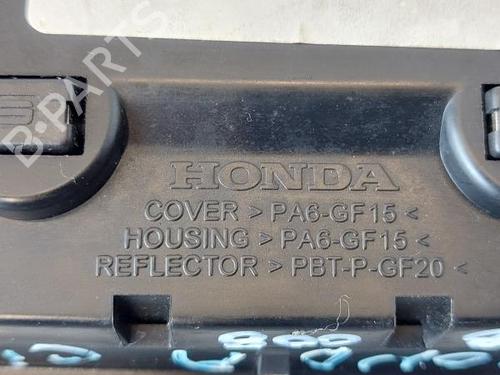 B-PARTS
HONDA
COVER > PA6-GF15 <
HOUSING > PA6-GF15 <
REFLECTOR > PBT-P-GF20 <